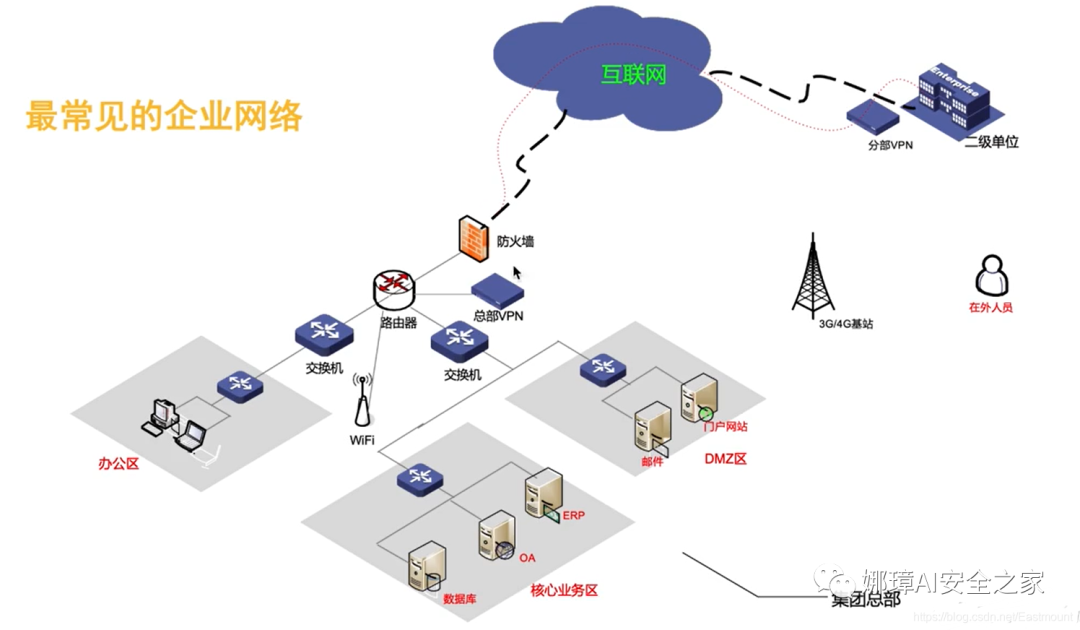 互联网
Enterprise
最常见的企业网络
分部VPN
二级单位
防火墙
路由器
总部VPN
3G/4G基站
在外人员
交换机
交换机
WiFi
门户网站
邮件
DMZ区
办公区
ERP
OA
数据库
核心业务区
娜璋AI安全之家
集团总部
https://blog.csdn.net/Eastmount